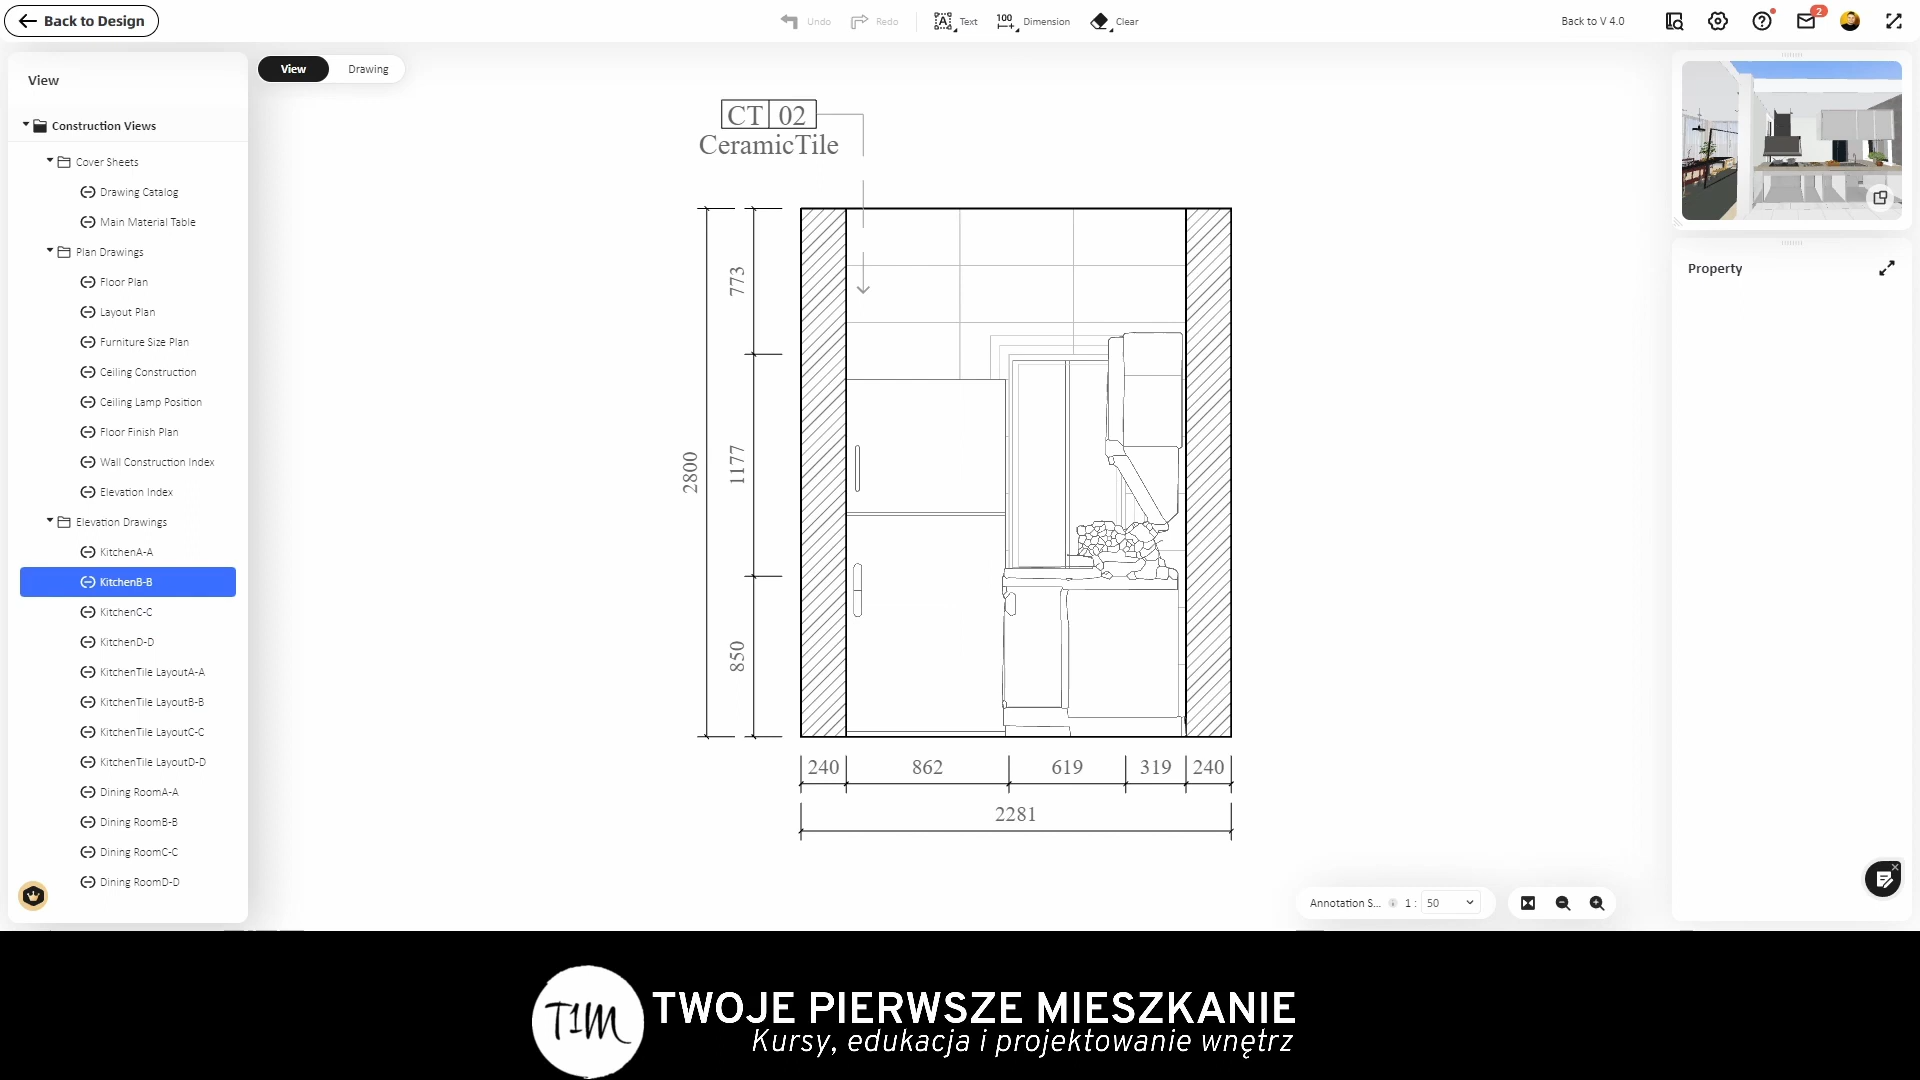 Back to Design
Undo
Redo
Text
100
Dimension
Clear
Back to V 4.0
2
View
View
Drawing
Construction Views
Cover Sheets
Drawing Catalog
Main Material Table
Plan Drawings
Floor Plan
Layout Plan
Furniture Size Plan
Ceiling Construction
Ceiling Lamp Position
Floor Finish Plan
Wall Construction Index
Elevation Index
Elevation Drawings
KitchenA-A
KitchenB-B
KitchenC-C
KitchenD-D
KitchenTile LayoutA-A
KitchenTile LayoutB-B
KitchenTile LayoutC-C
KitchenTile LayoutD-D
Dining RoomA-A
Dining RoomB-B
Dining RoomC-C
Dining RoomD-D
CT 02
CeramicTile
773
2800
1177
850
240 862 619 319 240
2281
Property
Annotation S... 1 : 50
T1M
TWOJE PIERWSZE MIESZKANIE
Kursy, edukacja i projektowanie wnętrz